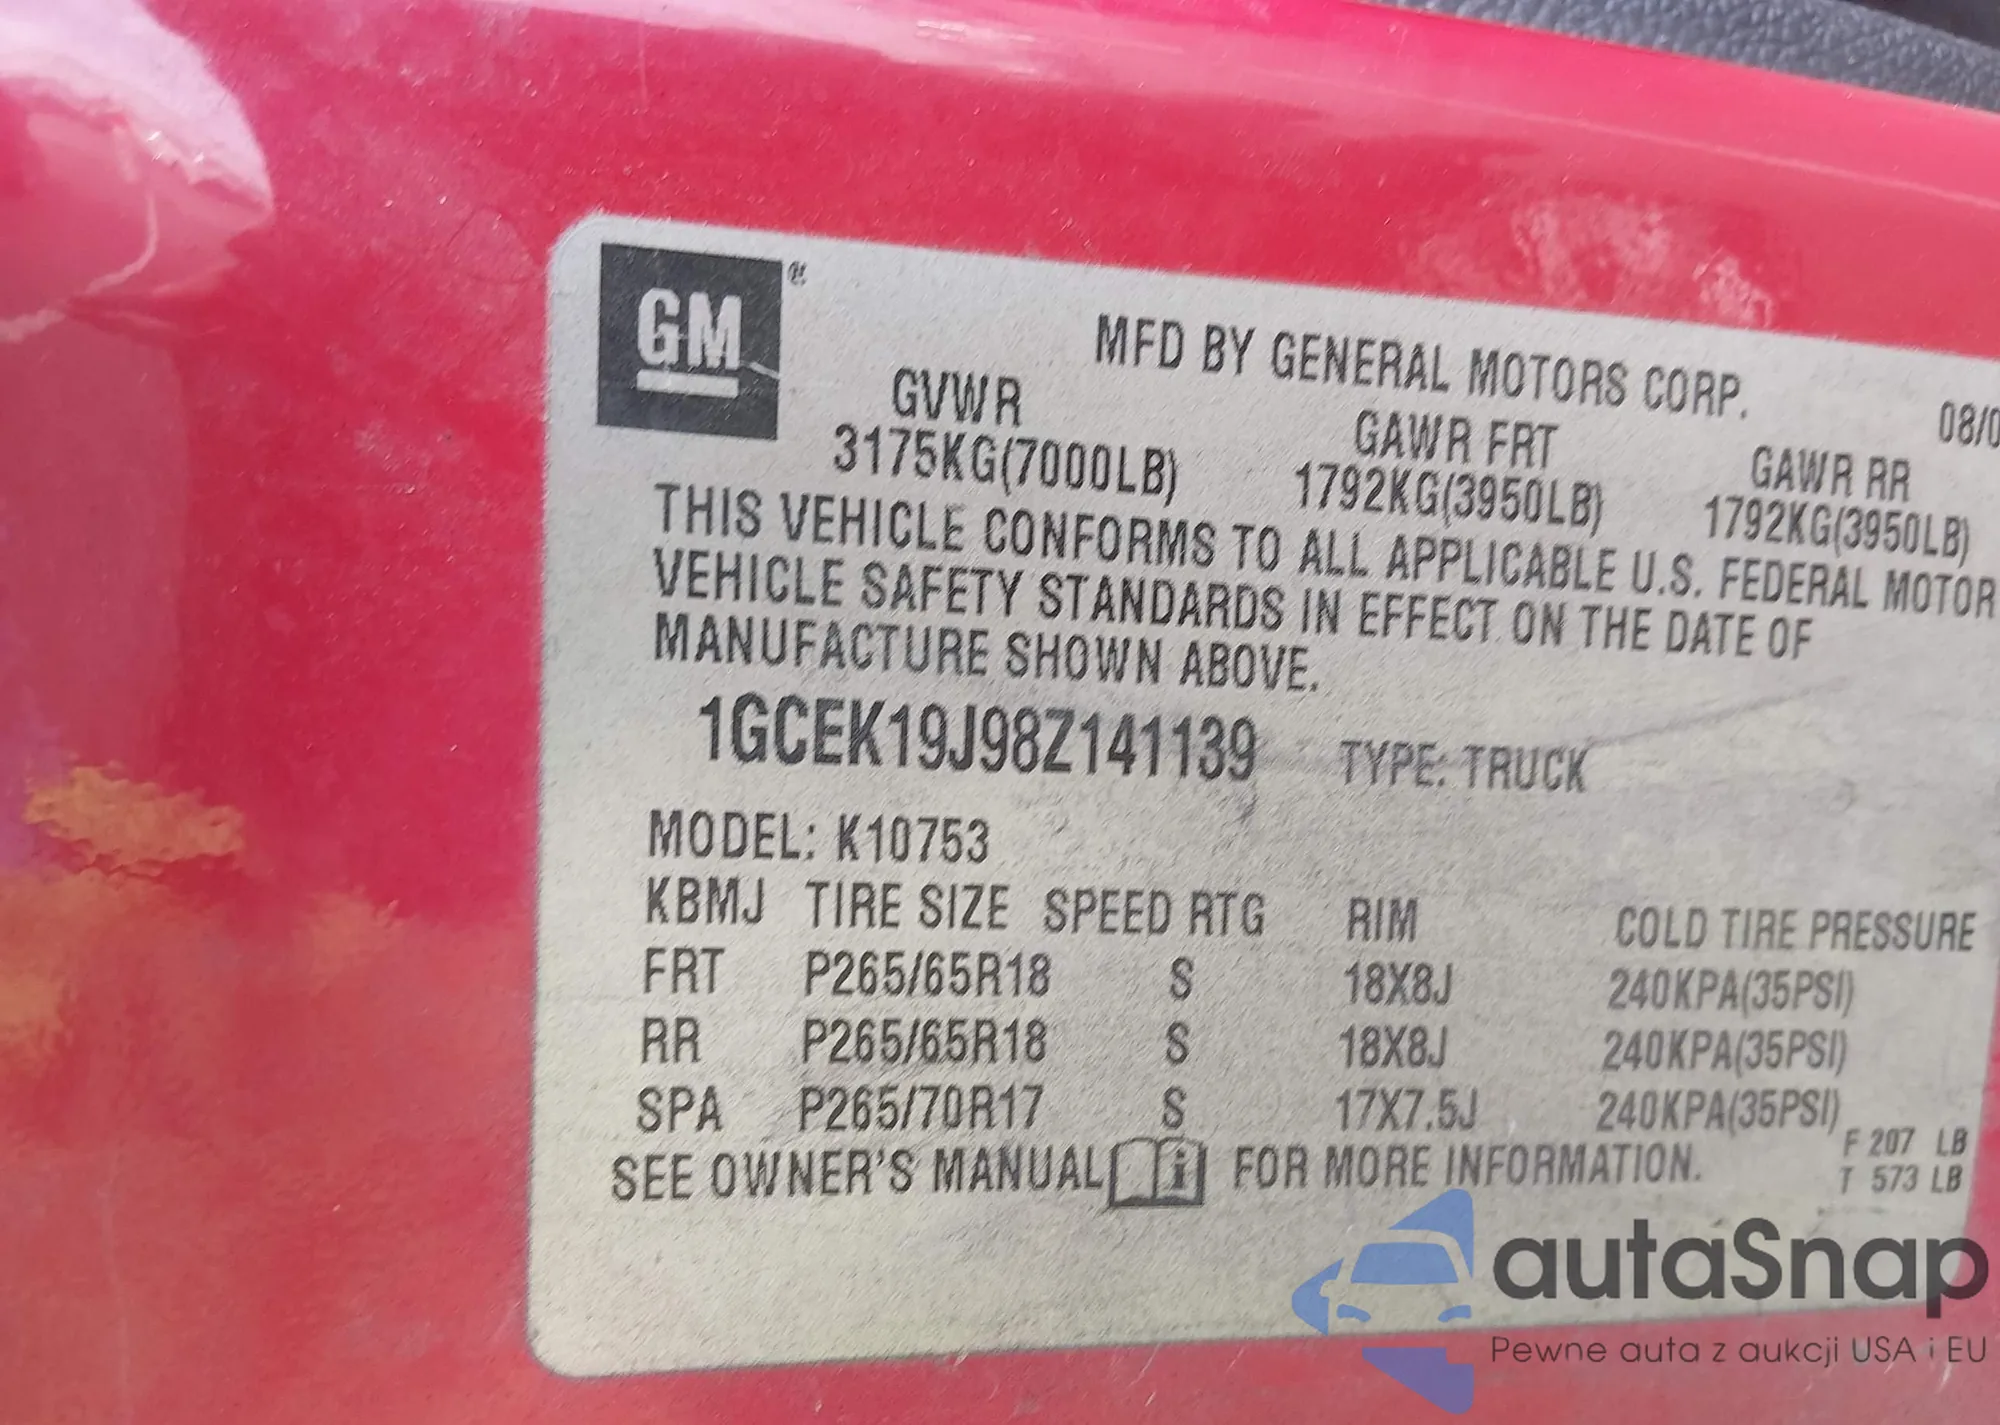 GM ®
MFD BY GENERAL MOTORS CORP. 08/0
GVWR GAWR FRT GAWR RR
3175KG(7000LB) 1792KG(3950LB) 1792KG(3950LB)
THIS VEHICLE CONFORMS TO ALL APPLICABLE U.S. FEDERAL MOTOR
VEHICLE SAFETY STANDARDS IN EFFECT ON THE DATE OF
MANUFACTURE SHOWN ABOVE.
1GCEK19J98Z141139 TYPE: TRUCK
MODEL: K10753
KBMJ TIRE SIZE SPEED RTG RIM COLD TIRE PRESSURE
FRT P265/65R18 S 18X8J 240KPA(35PSI)
RR P265/65R18 S 18X8J 240KPA(35PSI)
SPA P265/70R17 S 17X7.5J 240KPA(35PSI)
F 207 LB
T 573 LB
SEE OWNER'S MANUAL i FOR MORE INFORMATION.
autaSnap
Pewne auta z aukcji USA i EU